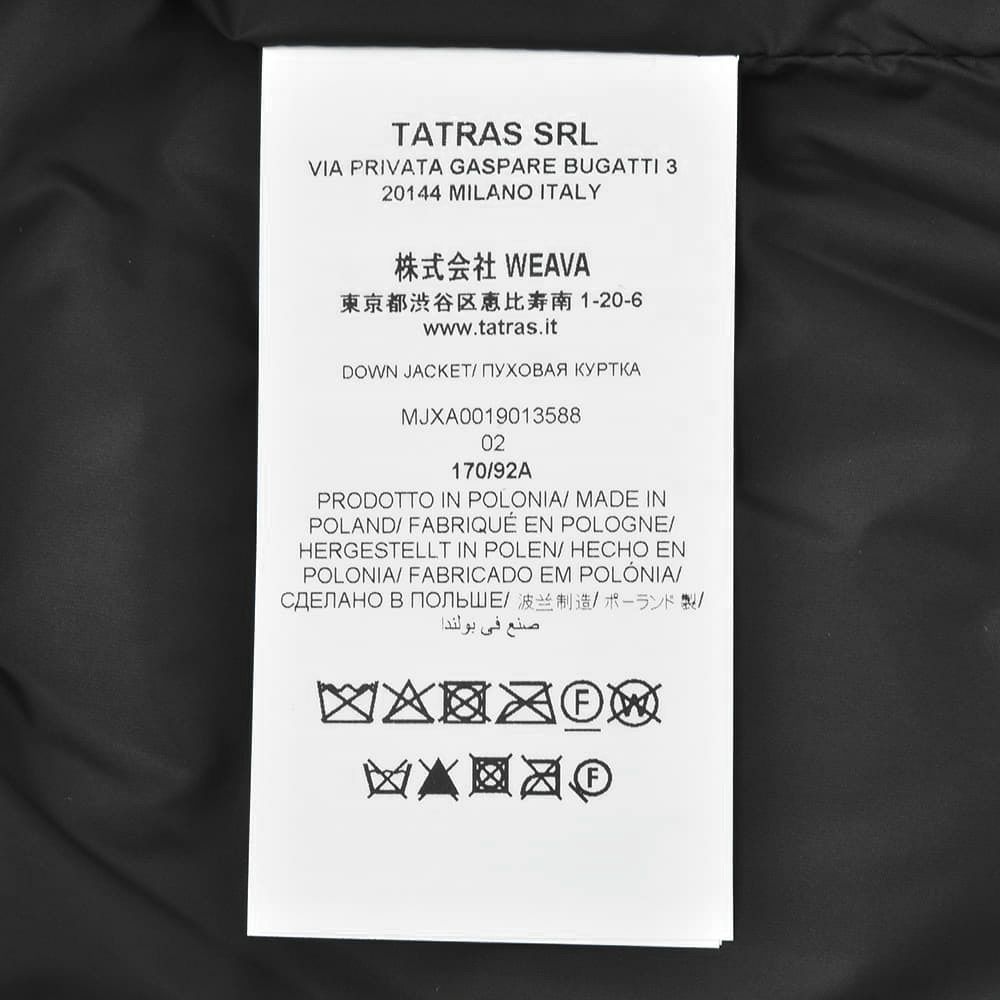 TATRAS SRL
VIA PRIVATA GASPARE BUGATTI 3
20144 MILANO ITALY
株式会社 WEAVA
東京都渋谷区恵比寿南 1-20-6
www.tatras.it
DOWN JACKET/ ПУХОВАЯ КУРТКА
MJXA0019013588
02
170/92A
PRODOTTO IN POLONIA/ MADE IN
POLAND/ FABRIQUÉ EN POLOGNE/
HERGESTELLT IN POLEN/ HECHO EN
POLONIA/ FABRICADO EM POLÓNIA/
СДЕЛАНО В ПОЛЬШЕ/ 波兰制造/ ポーランド 製/
صنع في بولندا
F W
F